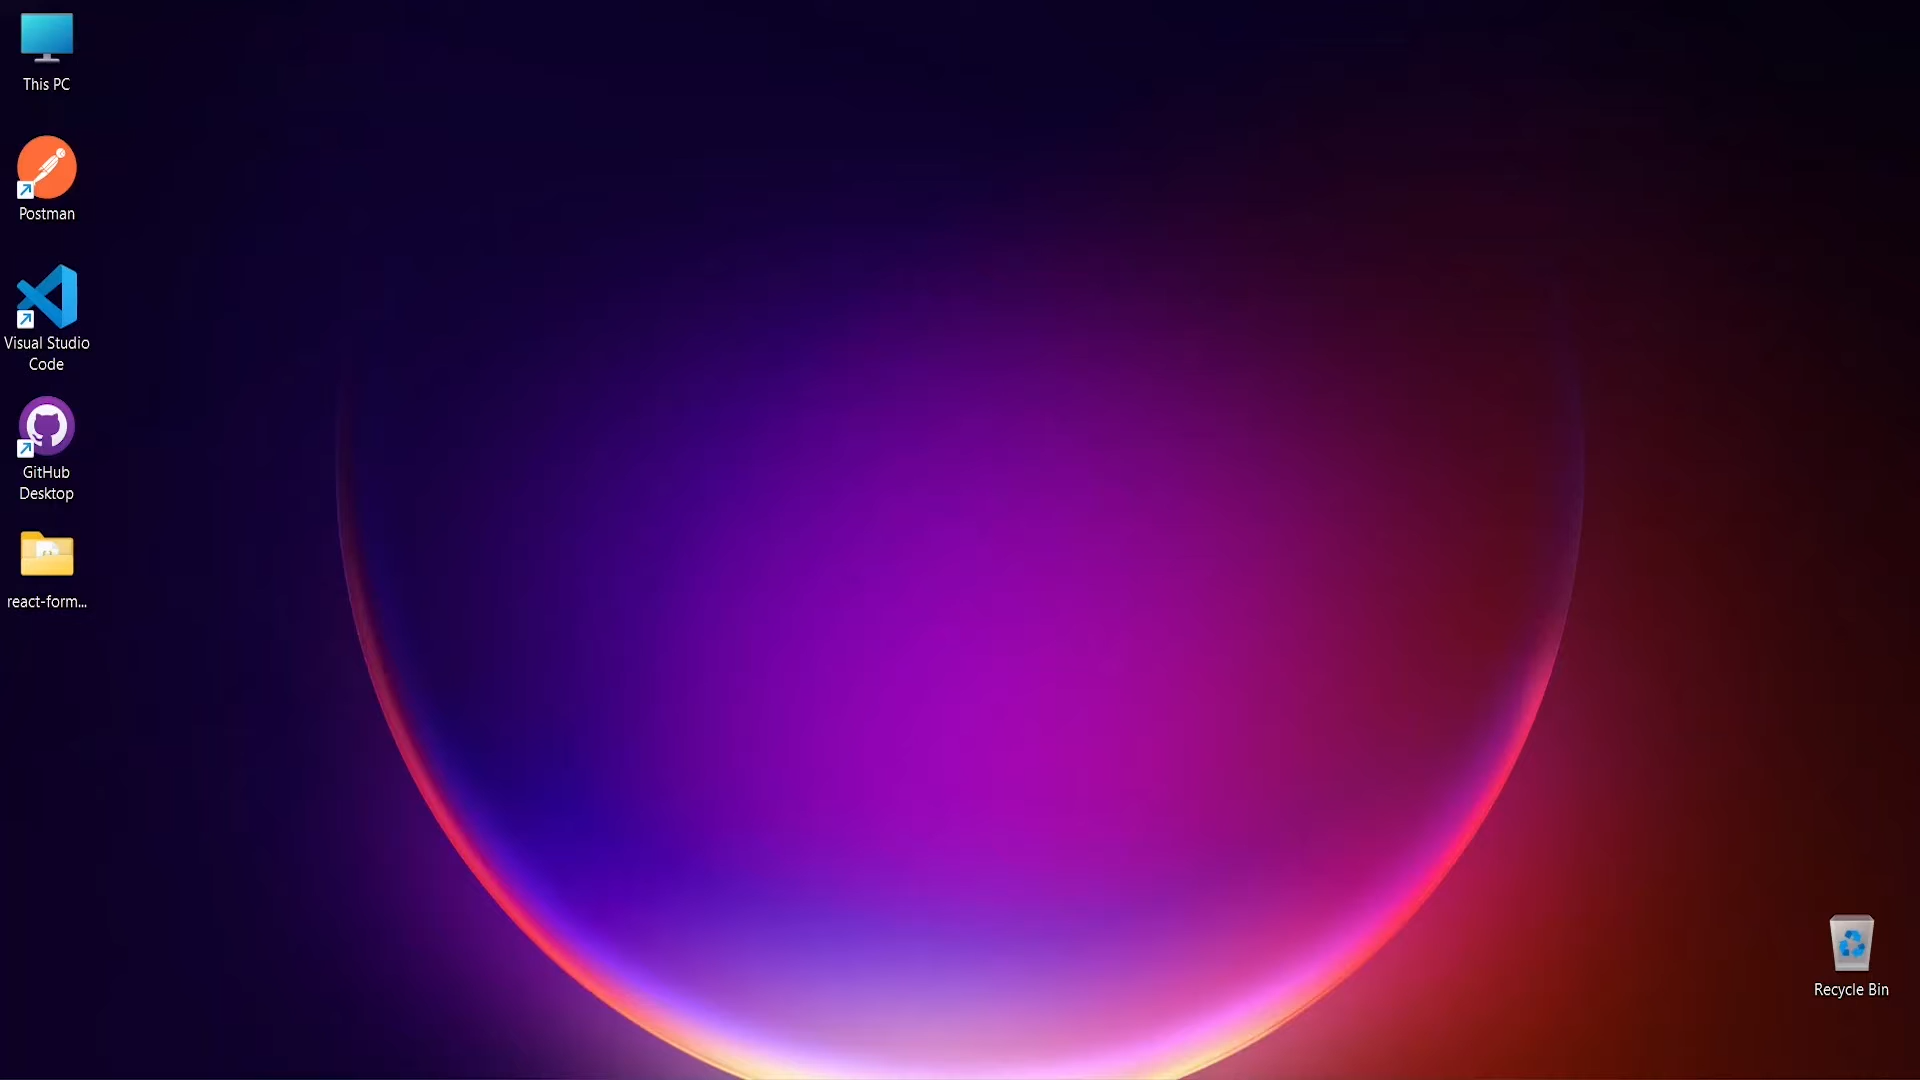 This PC
Postman
Visual Studio
Code
GitHub
Desktop
react-form...
Recycle Bin